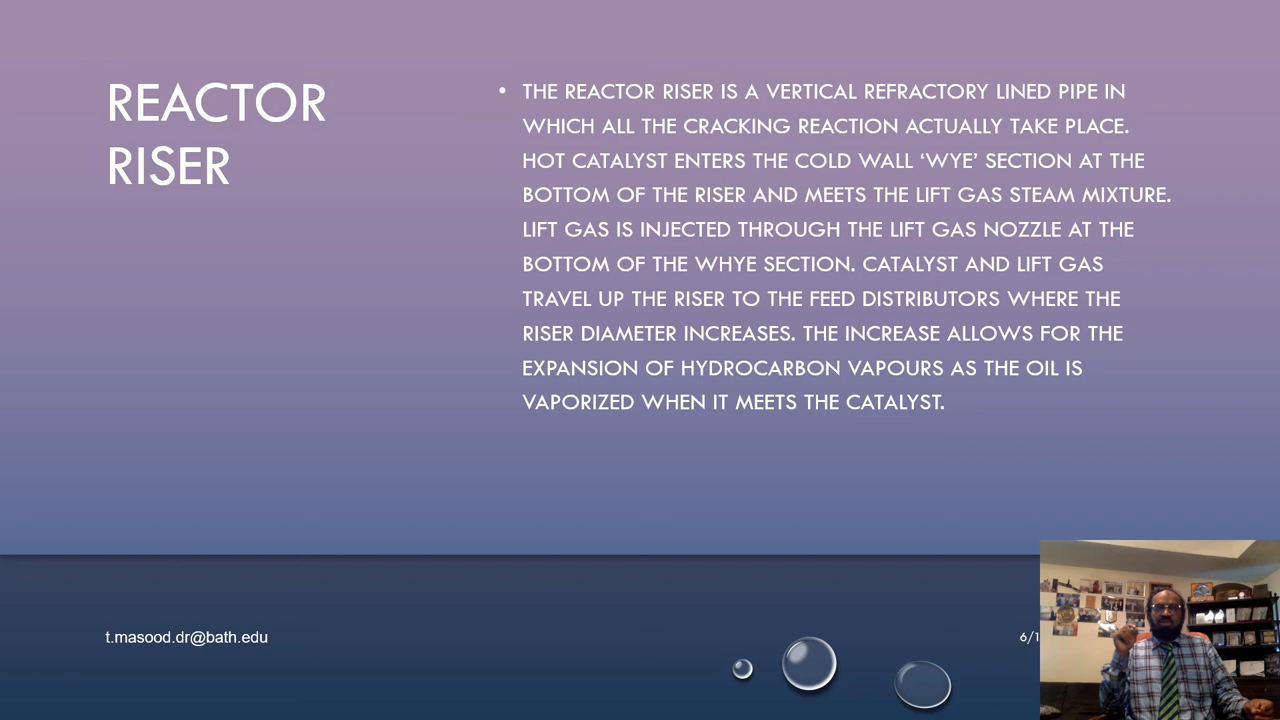 REACTOR
RISER
• THE REACTOR RISER IS A VERTICAL REFRACTORY LINED PIPE IN
WHICH ALL THE CRACKING REACTION ACTUALLY TAKE PLACE.
HOT CATALYST ENTERS THE COLD WALL ‘WYE’ SECTION AT THE
BOTTOM OF THE RISER AND MEETS THE LIFT GAS STEAM MIXTURE.
LIFT GAS IS INJECTED THROUGH THE LIFT GAS NOZZLE AT THE
BOTTOM OF THE WHYE SECTION. CATALYST AND LIFT GAS
TRAVEL UP THE RISER TO THE FEED DISTRIBUTORS WHERE THE
RISER DIAMETER INCREASES. THE INCREASE ALLOWS FOR THE
EXPANSION OF HYDROCARBON VAPOURS AS THE OIL IS
VAPORIZED WHEN IT MEETS THE CATALYST.
t.masood.dr@bath.edu
6/1